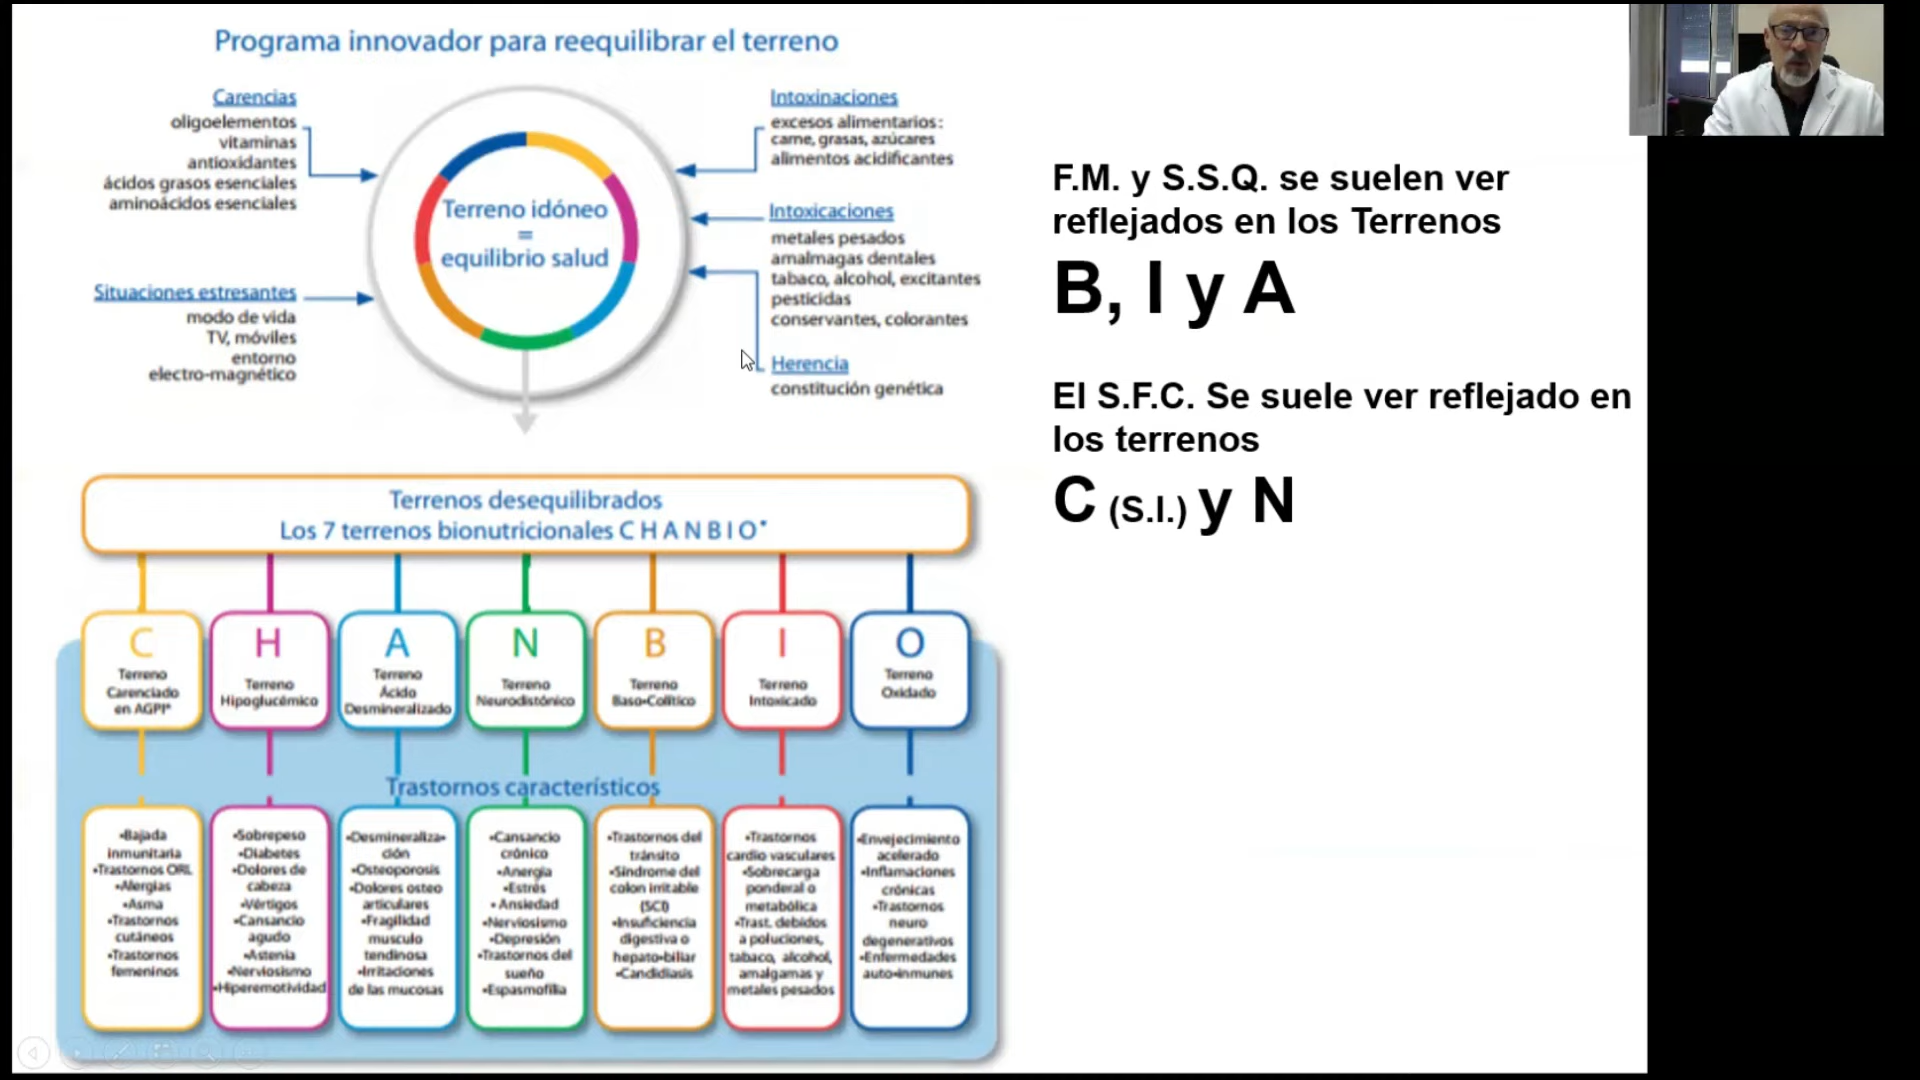 Programa innovador para reequilibrar el terreno
Carencias
oligoelementos
vitaminas
antioxidantes
ácidos grasos esenciales
aminoácidos esenciales
Situaciones estresantes
modo de vida
TV, móviles
entorno
electro-magnético
Terreno idóneo
=
equilibrio salud
Intoxinaciones
excesos alimentarios:
carne, grasas, azúcares
alimentos acidificantes
Intoxicaciones
metales pesados
amalmagas dentales
tabaco, alcohol, excitantes
pesticidas
conservantes, colorantes
Herencia
constitución genética
Terrenos desequilibrados
Los 7 terrenos bionutricionales C H A N B I O*
C
Terreno
Carenciado
en AGPI*
H
Terreno
Hipoglucémico
A
Terreno
Ácido
Desmineralizado
N
Terreno
Neurodistónico
B
Terreno
Baso-Colítico
I
Terreno
Intoxicado
O
Terreno
Oxidado
Trastornos característicos
•Bajada
inmunitaria
•Trastornos ORL
•Alergias
•Asma
•Trastornos
cutáneos
•Trastornos
femeninos
•Sobrepeso
•Diabetes
•Dolores de
cabeza
•Vértigos
•Cansancio
agudo
•Astenia
•Nerviosismo
•Hiperemotividad
•Desmineraliza-
ción
•Osteoporosis
•Dolores osteo
articulares
•Fragilidad
musculo
tendinosa
•Irritaciones
de las mucosas
•Cansancio
crónico
•Anergia
•Estrés
• Ansiedad
•Nerviosismo
•Depresión
•Trastornos del
sueño
•Espasmofilia
•Trastornos del
tránsito
•Síndrome del
colon irritable
(SCI)
•Insuficiencia
digestiva o
hepato-biliar
•Candidiasis
•Trastornos
cardio vasculares
•Sobrecarga
ponderal o
metabólica
•Trast. debidos
a poluciones,
tabaco, alcohol,
amalgamas y
metales pesados
•Envejecimiento
acelerado
•Inflamaciones
crónicas
•Trastornos
neuro
degenerativos
•Enfermedades
auto-inmunes
F.M. y S.S.Q. se suelen ver
reflejados en los Terrenos
B, I y A
El S.F.C. Se suele ver reflejado en
los terrenos
C (S.I.) y N